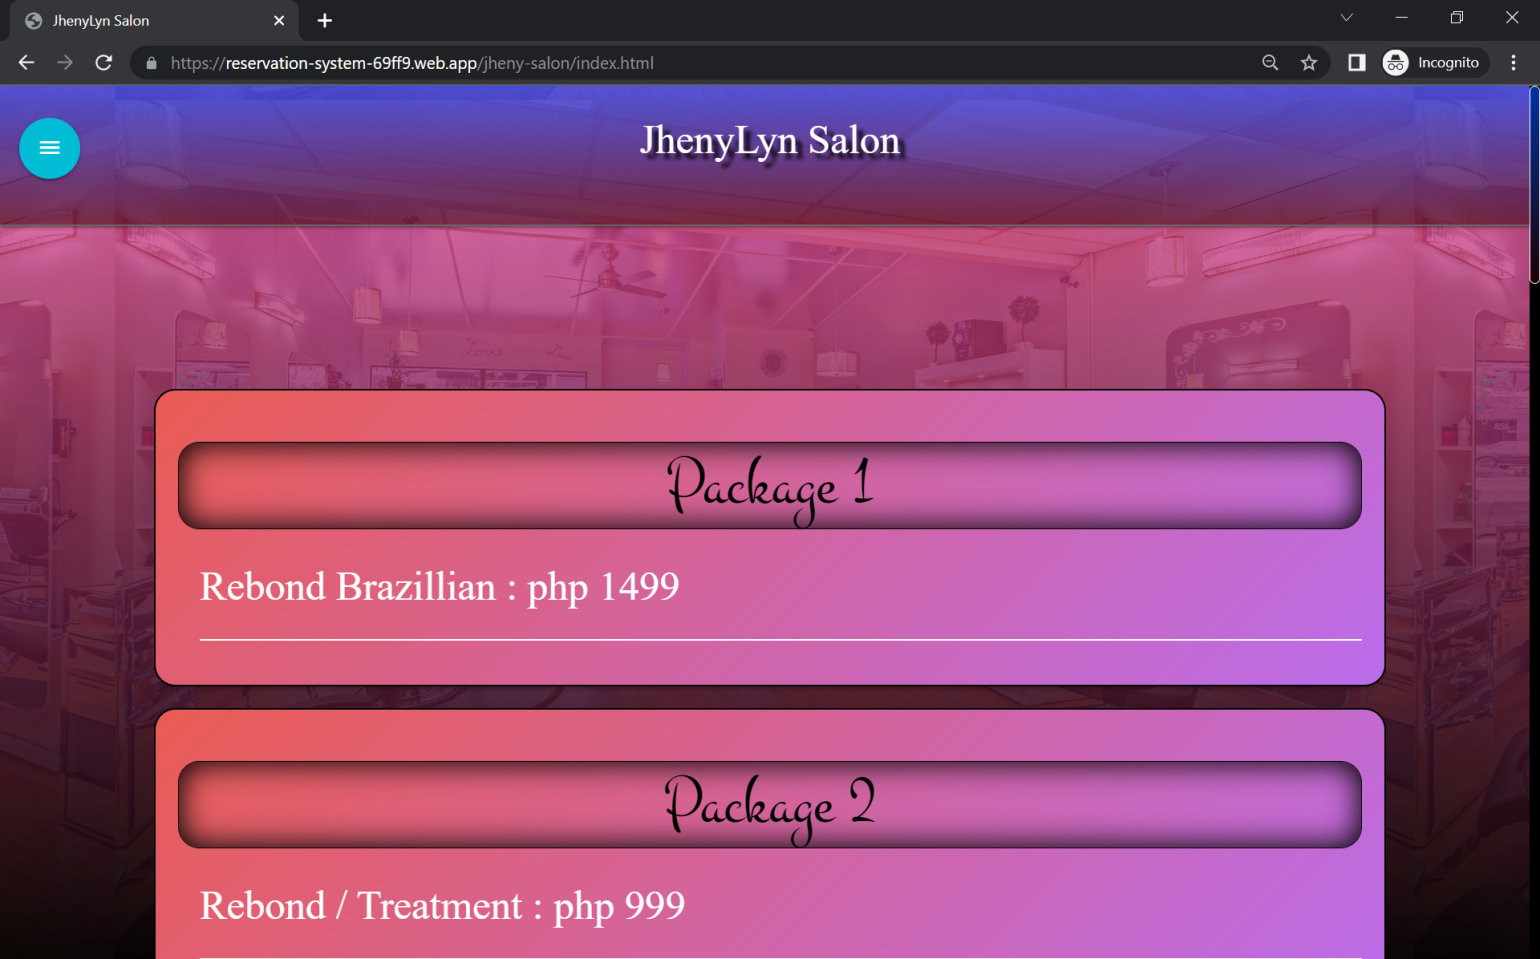 JhenyLyn Salon
https://reservation-system-69ff9.web.app/jheny-salon/index.html
Incognito
JhenyLyn Salon
Package 1
Rebond Brazillian : php 1499
Package 2
Rebond / Treatment : php 999